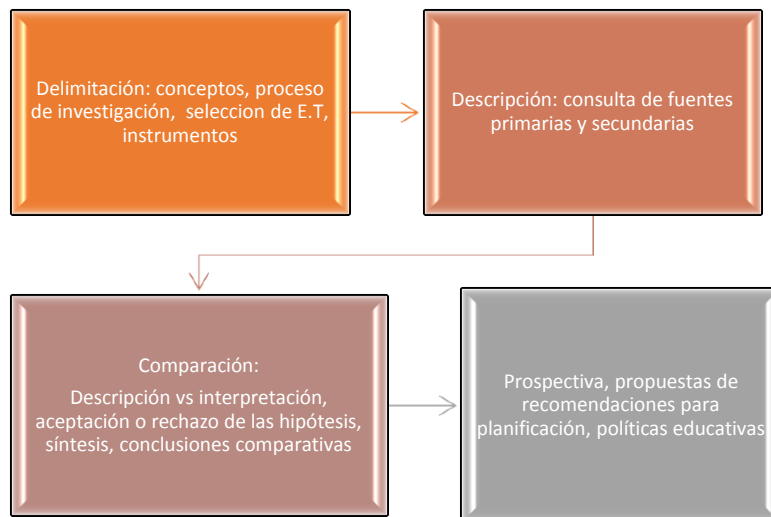 Delimitación: conceptos, proceso
de investigación, seleccion de E.T,
instrumentos
Descripción: consulta de fuentes
primarias y secundarias
Comparación:
Descripción vs interpretación,
aceptación o rechazo de las hipótesis,
síntesis, conclusiones comparativas
Prospectiva, propuestas de
recomendaciones para
planificación, políticas educativas